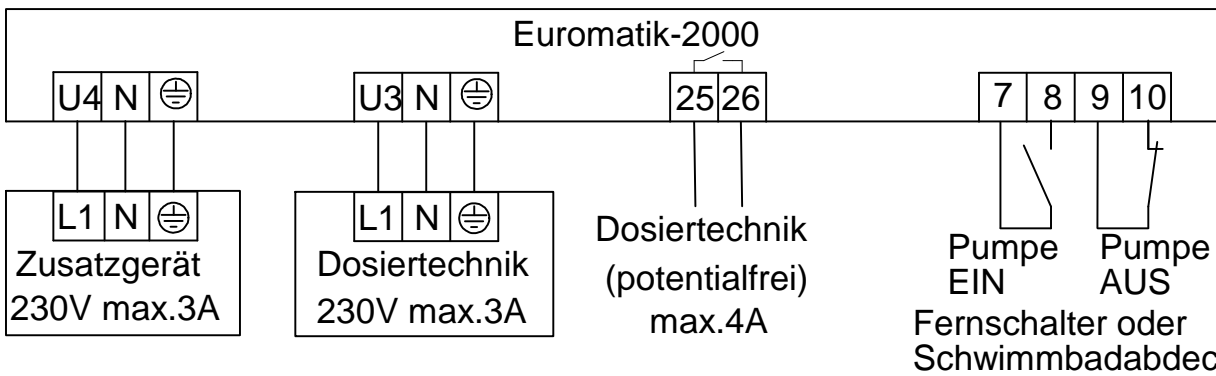 Euromatik-2000
U4 N
U3 N
25 26
7 8 9 10
L1 N
L1 N
Zusatzgerät
230V max.3A
Dosiertechnik
230V max.3A
Dosiertechnik
(potentialfrei)
max.4A
Pumpe
EIN
Pumpe
AUS
Fernschalter oder
Schwimmbadabdec